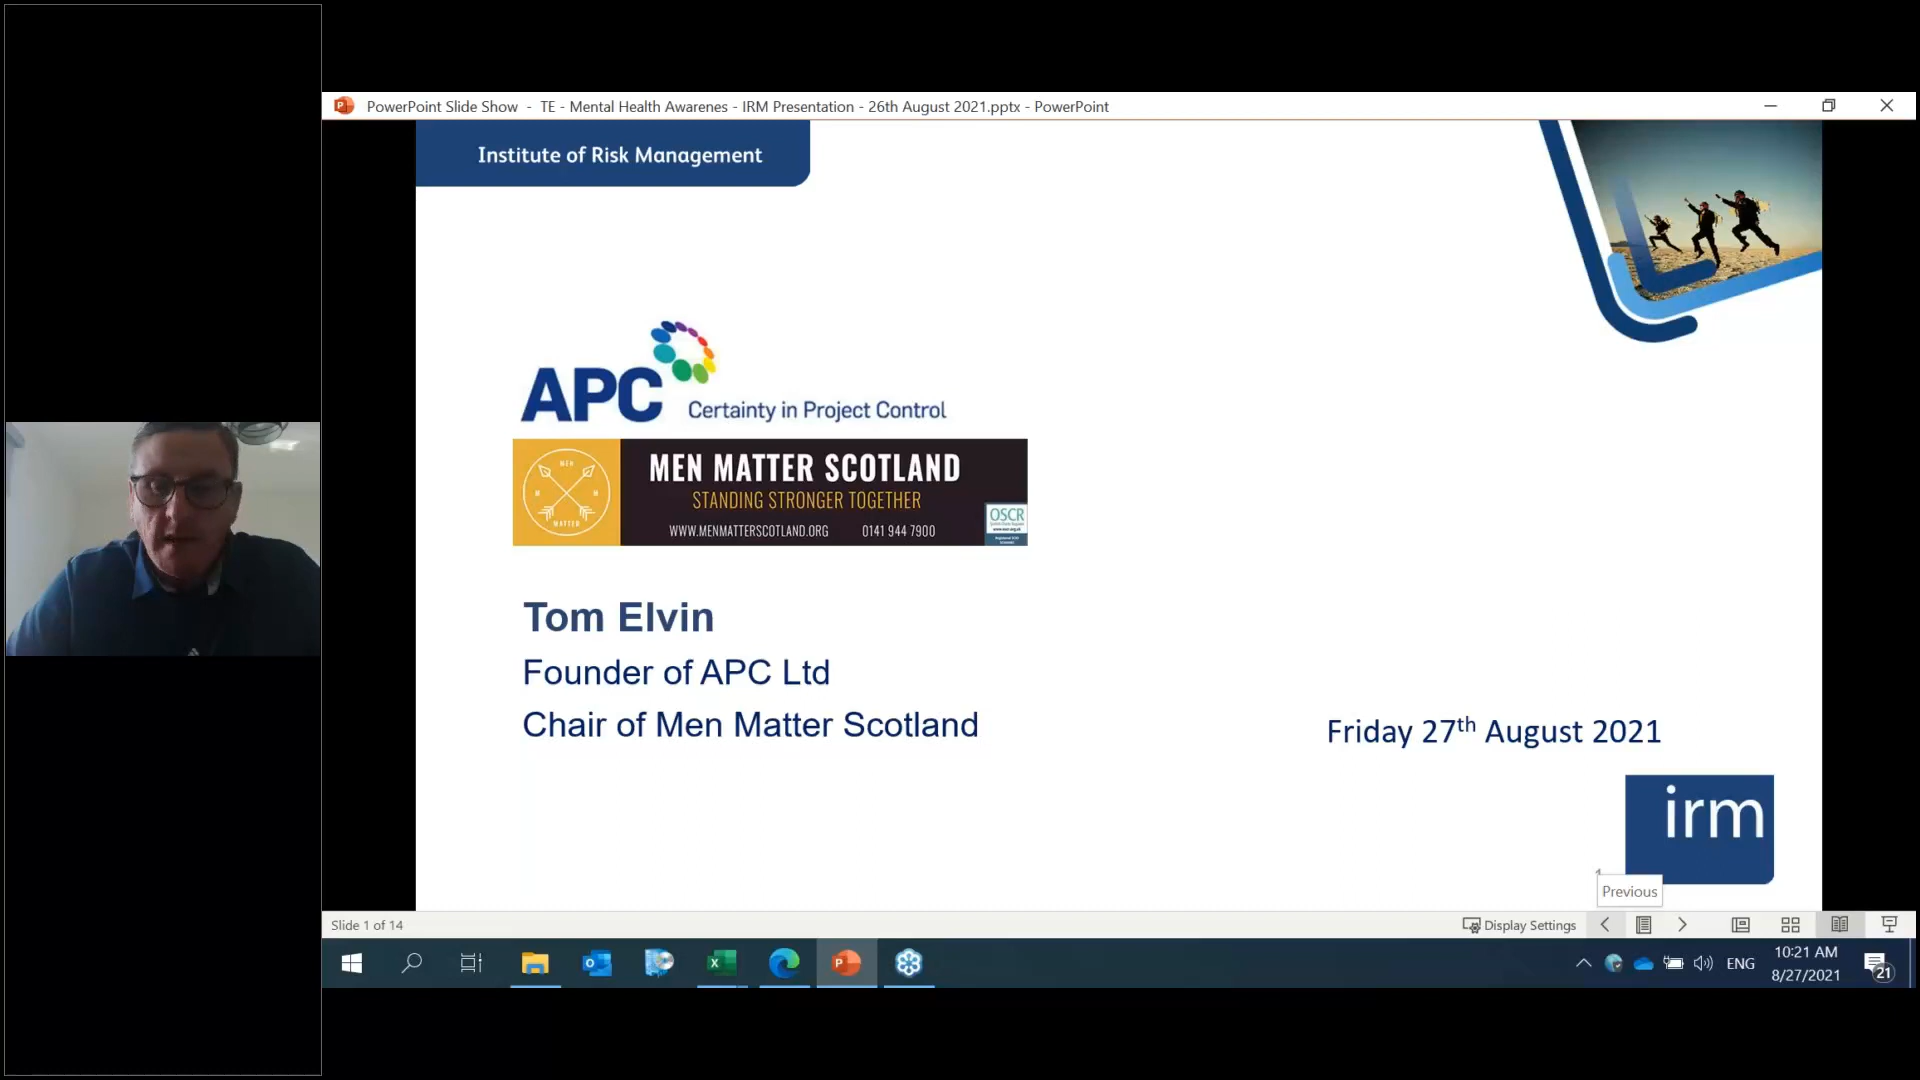 PowerPoint Slide Show - TE - Mental Health Awarenes - IRM Presentation - 26th August 2021.pptx - PowerPoint
Institute of Risk Management
APC
Certainty in Project Control
MEN
M M
MATTER
MEN MATTER SCOTLAND
STANDING STRONGER TOGETHER
WWW.MENMATTERSCOTLAND.ORG 0141 944 7900
OSCR
Tom Elvin
Founder of APC Ltd
Chair of Men Matter Scotland
Friday 27th August 2021
irm
Previous
Slide 1 of 14
Display Settings
ENG
10:21 AM
8/27/2021
21